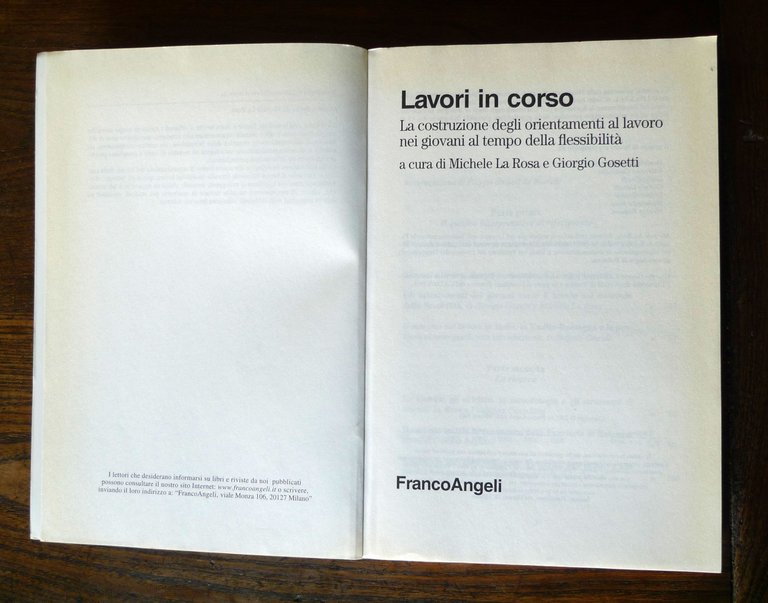 I lettori che desiderano informarsi su libri e riviste da noi pubblicati
possono consultare il nostro sito Internet: www.francoangeli.it o scrivere,
inviando il loro indirizzo a: “FrancoAngeli, viale Monza 106, 20127 Milano”
Lavori in corso
La costruzione degli orientamenti al lavoro
nei giovani al tempo della flessibilità
a cura di Michele La Rosa e Giorgio Gosetti
FrancoAngeli